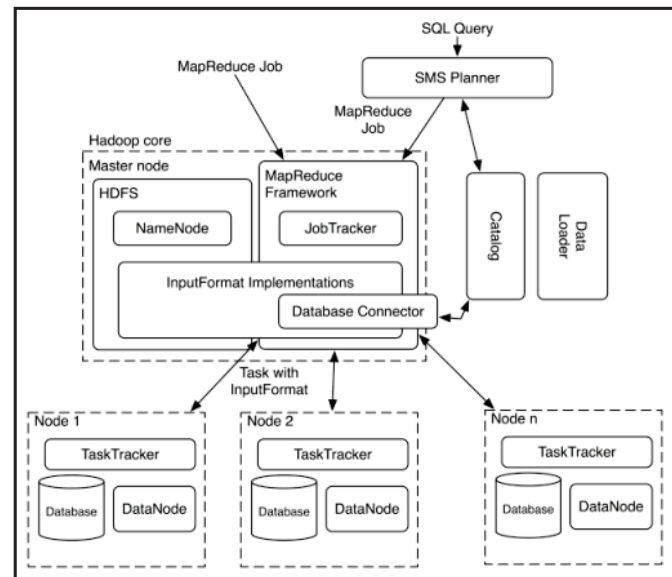 SQL Query
SMS Planner
MapReduce Job
MapReduce
Job
Hadoop core
Master node
HDFS
MapReduce
Framework
NameNode
JobTracker
InputFormat Implementations
Database Connector
Catalog
Data
Loader
Task with
InputFormat
Node 1
TaskTracker
Database
DataNode
Node 2
TaskTracker
Database
DataNode
Node n
TaskTracker
Database
DataNode